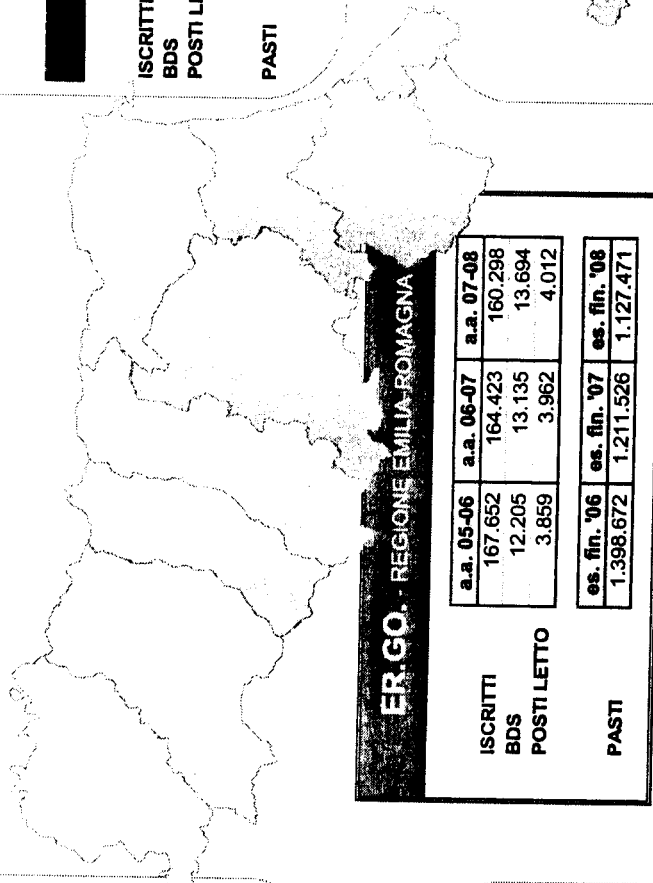 ISCRITTI
BDS
POSTI
PASTI
ER.GO. - REGIONE EMILIA-ROMAGNA
a.a. 05-06 a.a. 06-07 a.a. 07-08
ISCRITTI 167.652 164.423 160.298
BDS 12.205 13.135 13.694
POSTI LETTO 3.859 3.962 4.012
es. fin. '06 es. fin. '07 es. fin. '08
PASTI 1.398.672 1.211.526 1.127.471